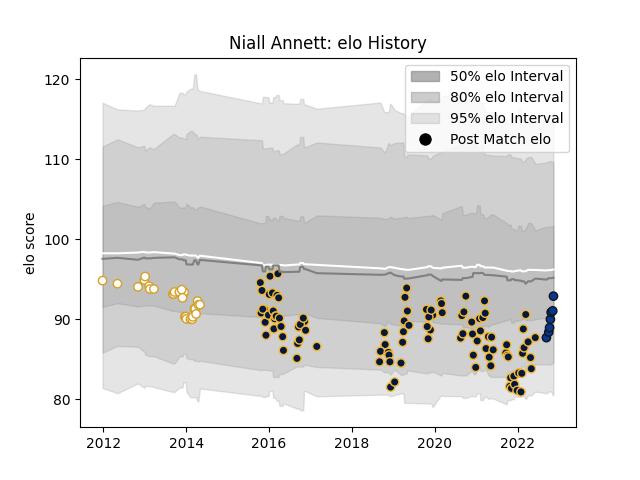 Niall Annett: elo History
120
110
100
90
80
elo score
50% elo Interval
80% elo Interval
95% elo Interval
Post Match elo
2012
2014
2016
2018
2020
2022